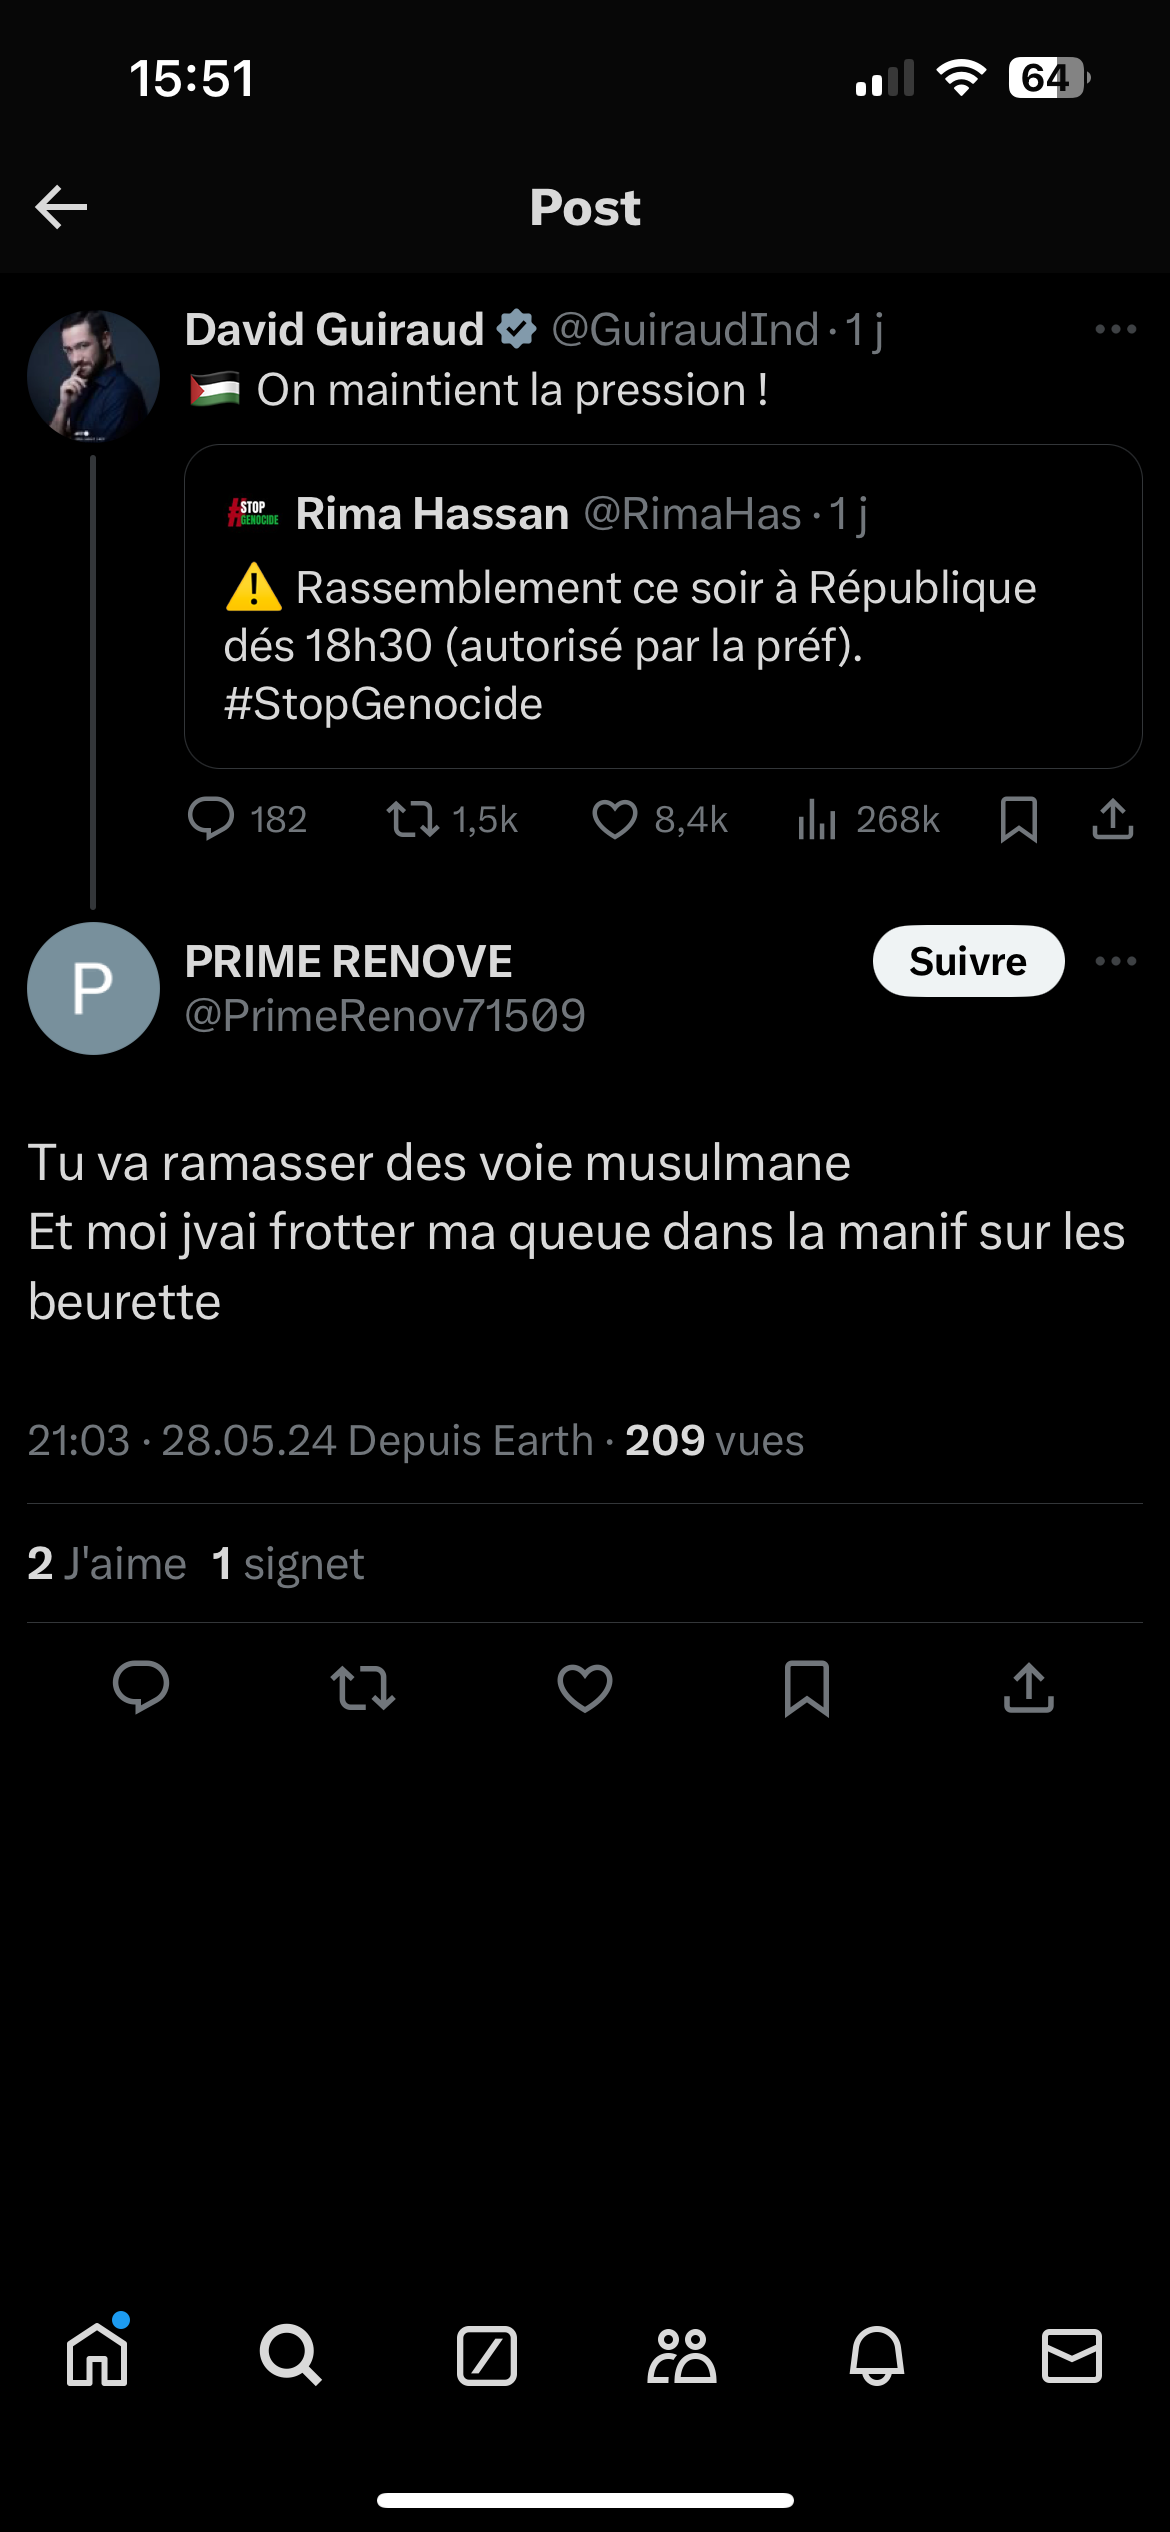 15:51
64
Post
David Guiraud @GuiraudInd · 1 j
🇵🇸 On maintient la pression !
#STOP
GENOCIDE
Rima Hassan @RimaHas · 1 j
⚠️ Rassemblement ce soir à République
dés 18h30 (autorisé par la préf).
#StopGenocide
182 1,5k 8,4k 268k
P
PRIME RENOVE
Suivre
@PrimeRenov71509
Tu va ramasser des voie musulmane
Et moi jvai frotter ma queue dans la manif sur les
beurette
21:03 · 28.05.24 Depuis Earth · 209 vues
2 J'aime 1 signet